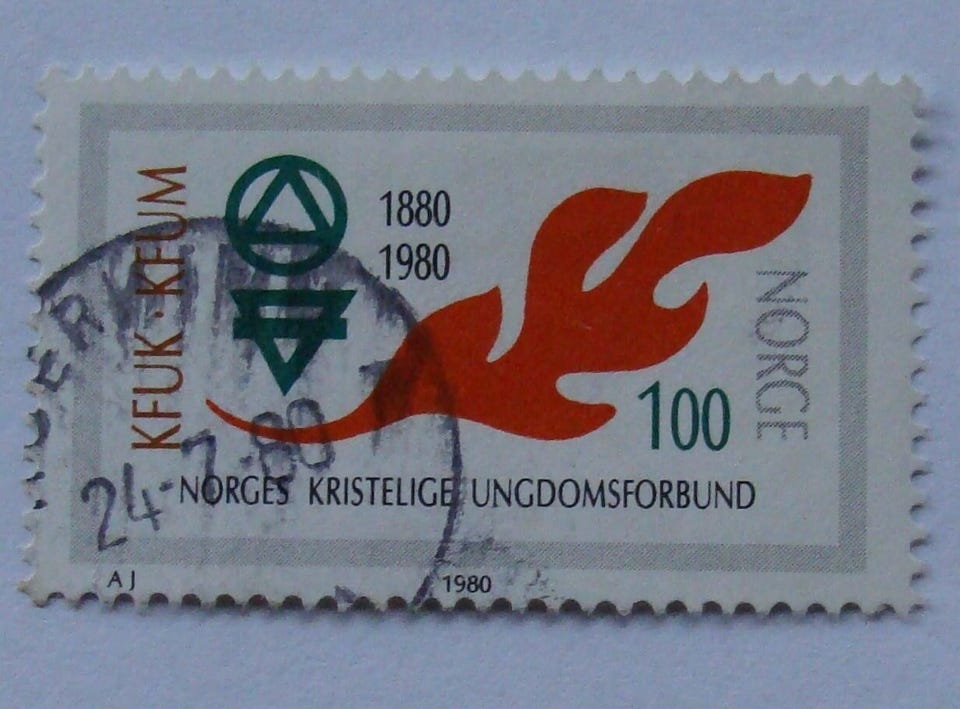 KFUK·KFUM
1880
1980
NORGE
100
NORGES KRISTELIGE UNGDOMSFORBUND
24-7-80
AJ
1980